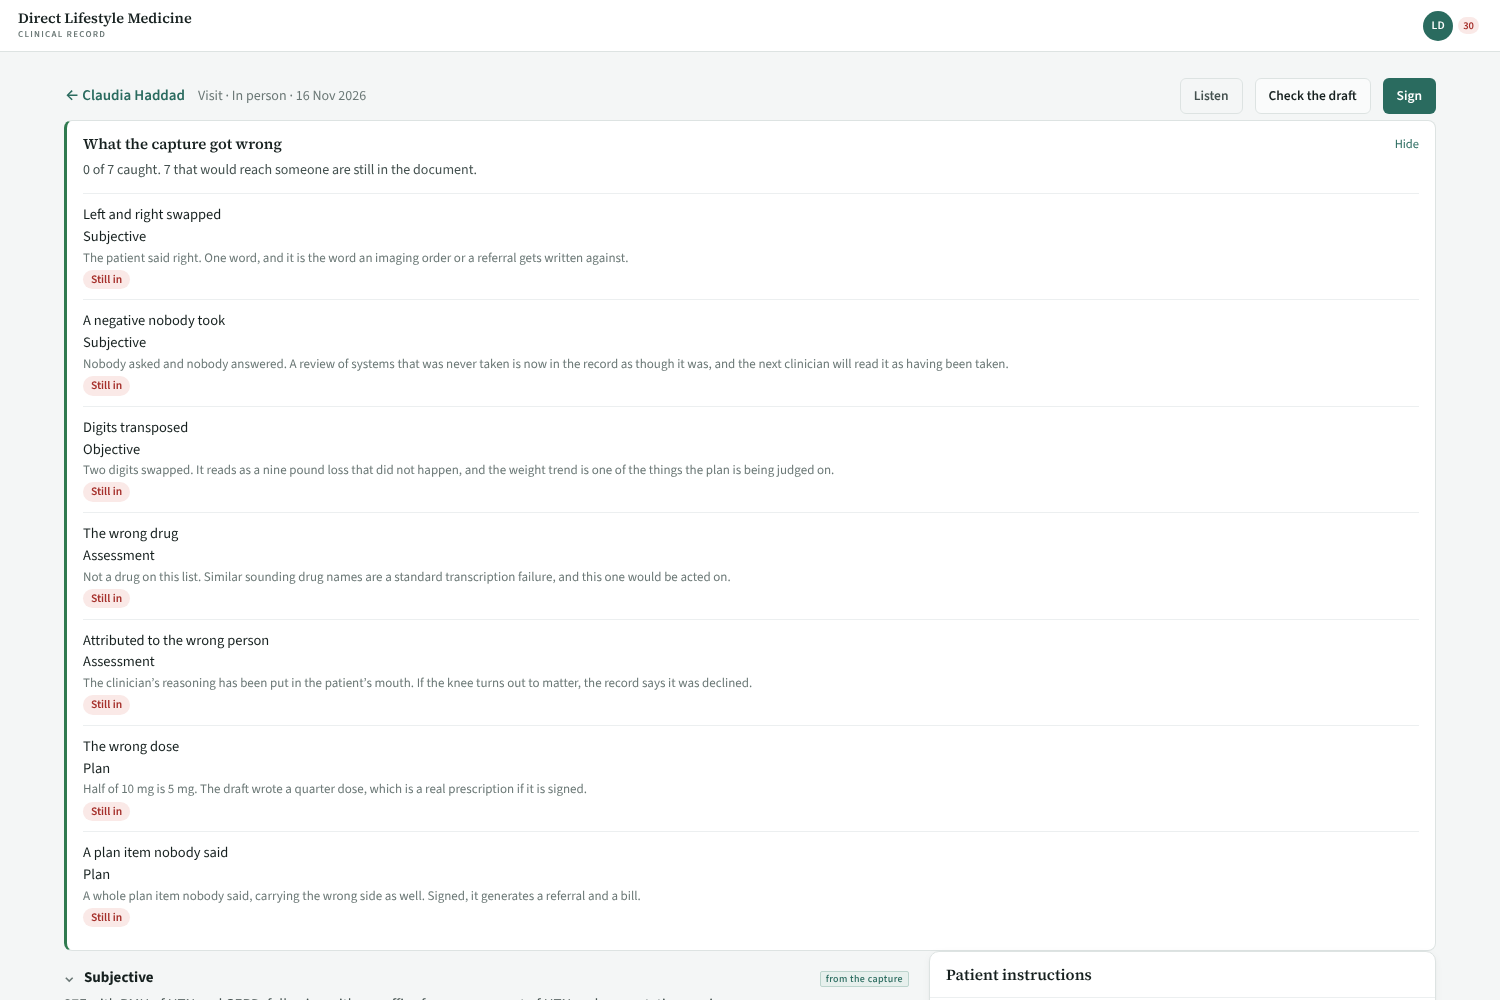 Direct Lifestyle Medicine
CLINICAL RECORD
LD
30
← Claudia Haddad
Visit · In person · 16 Nov 2026
Listen
Check the draft
Sign
What the capture got wrong
Hide
0 of 7 caught. 7 that would reach someone are still in the document.
Left and right swapped
Subjective
The patient said right. One word, and it is the word an imaging order or a referral gets written against.
Still in
A negative nobody took
Subjective
Nobody asked and nobody answered. A review of systems that was never taken is now in the record as though it was, and the next clinician will read it as having been taken.
Still in
Digits transposed
Objective
Two digits swapped. It reads as a nine pound loss that did not happen, and the weight trend is one of the things the plan is being judged on.
Still in
The wrong drug
Assessment
Not a drug on this list. Similar sounding drug names are a standard transcription failure, and this one would be acted on.
Still in
Attributed to the wrong person
Assessment
The clinician’s reasoning has been put in the patient’s mouth. If the knee turns out to matter, the record says it was declined.
Still in
The wrong dose
Plan
Half of 10 mg is 5 mg. The draft wrote a quarter dose, which is a real prescription if it is signed.
Still in
A plan item nobody said
Plan
A whole plan item nobody said, carrying the wrong side as well. Signed, it generates a referral and a bill.
Still in
Subjective
from the capture
Patient instructions